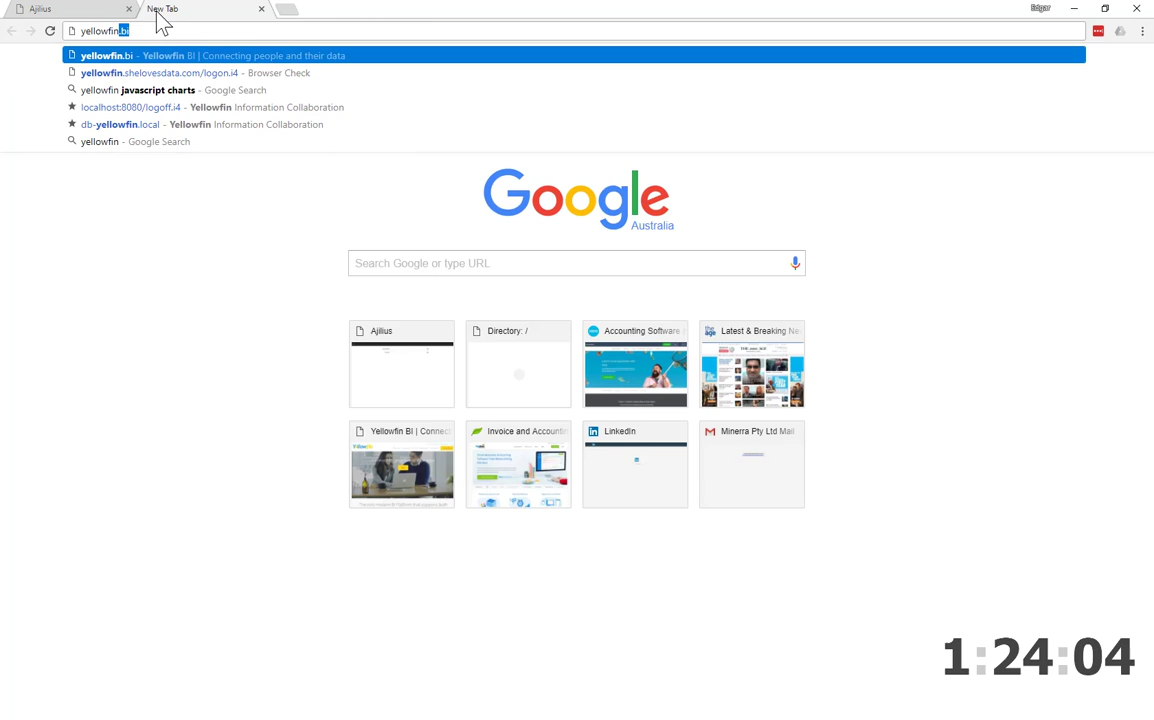 Ajilius
New Tab
Edgar
yellowfin.bi
yellowfin.bi - Yellowfin BI | Connecting people and their data
yellowfin.shelovesdata.com/logon.i4 - Browser Check
yellowfin javascript charts - Google Search
localhost:8080/logoff.i4 - Yellowfin Information Collaboration
db-yellowfin.local - Yellowfin Information Collaboration
yellowfin - Google Search
Google
Australia
Search Google or type URL
Ajilius
Directory: /
Accounting Software
Latest & Breaking Ne
Yellowfin BI | Connect
Invoice and Accountin
LinkedIn
Minerra Pty Ltd Mail
1:24:04